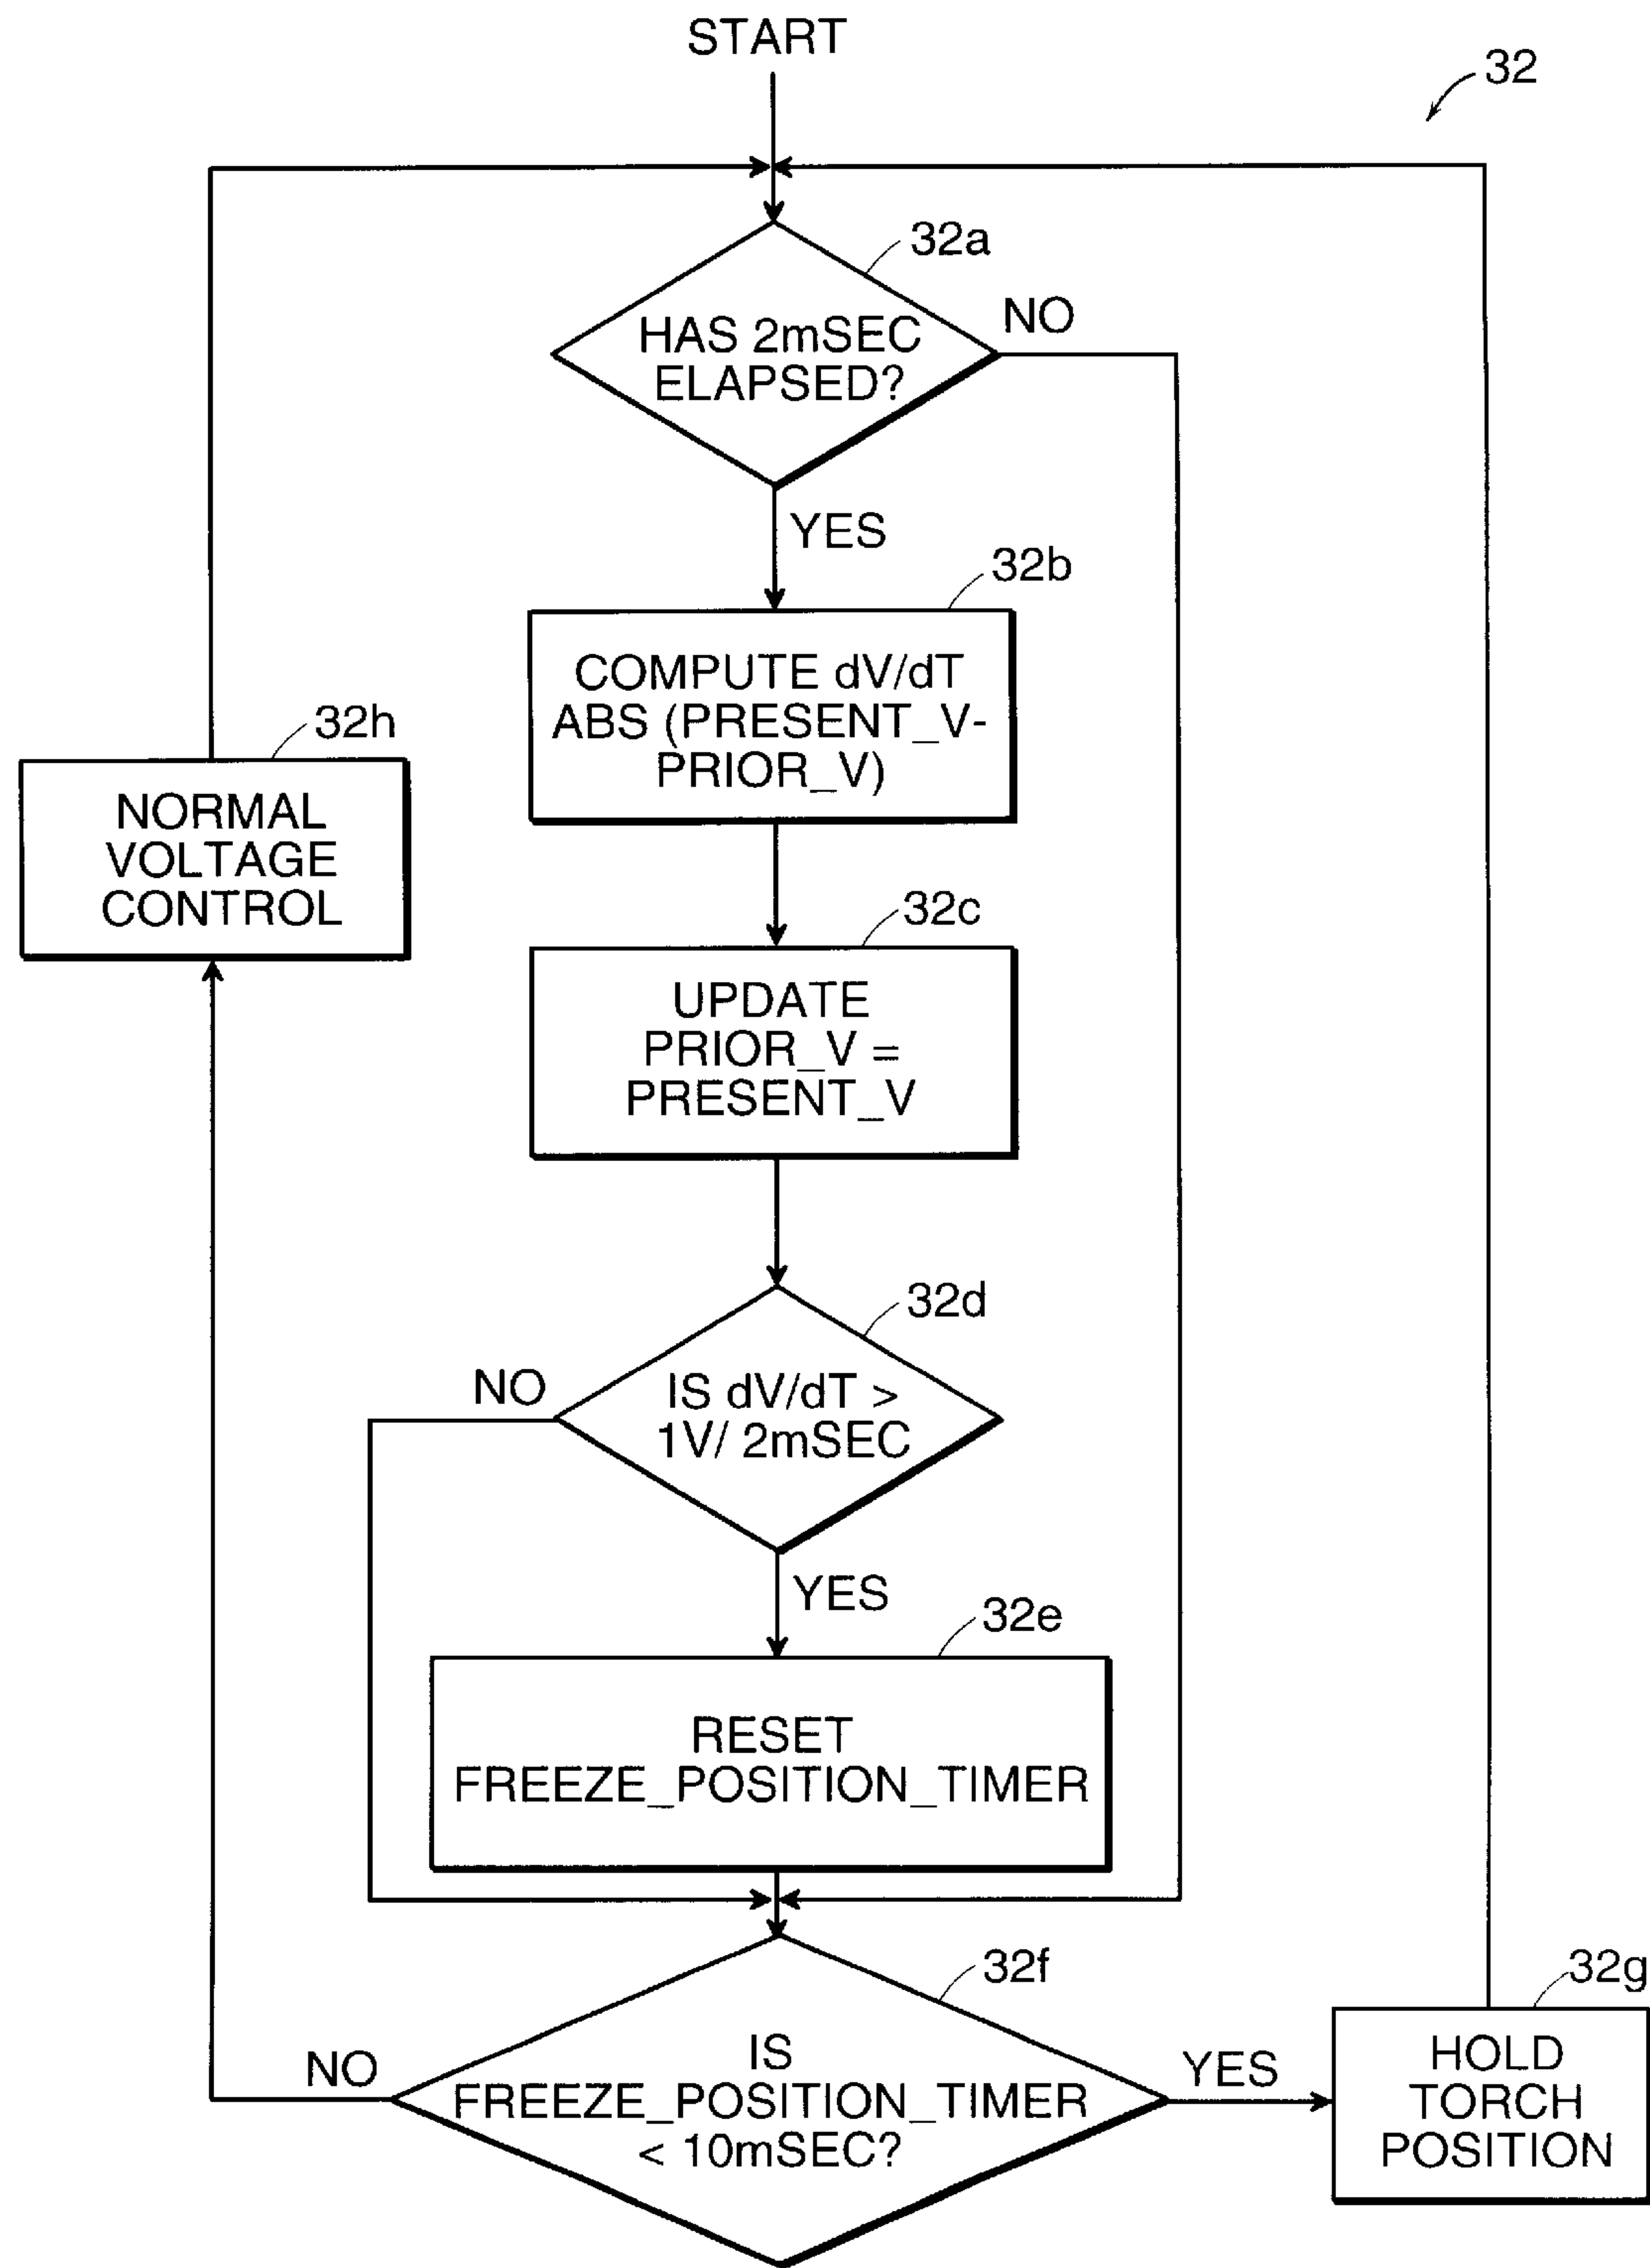 START
32
32a
HAS 2mSEC
ELAPSED?
NO
YES
32b
COMPUTE dV/dT
ABS (PRESENT_V-
PRIOR_V)
32h
NORMAL
VOLTAGE
CONTROL
32c
UPDATE
PRIOR_V =
PRESENT_V
32d
NO
IS dV/dT >
1V/ 2mSEC
YES
32e
RESET
FREEZE_POSITION_TIMER
32f
NO
IS
FREEZE_POSITION_TIMER
< 10mSEC?
YES
32g
HOLD
TORCH
POSITION